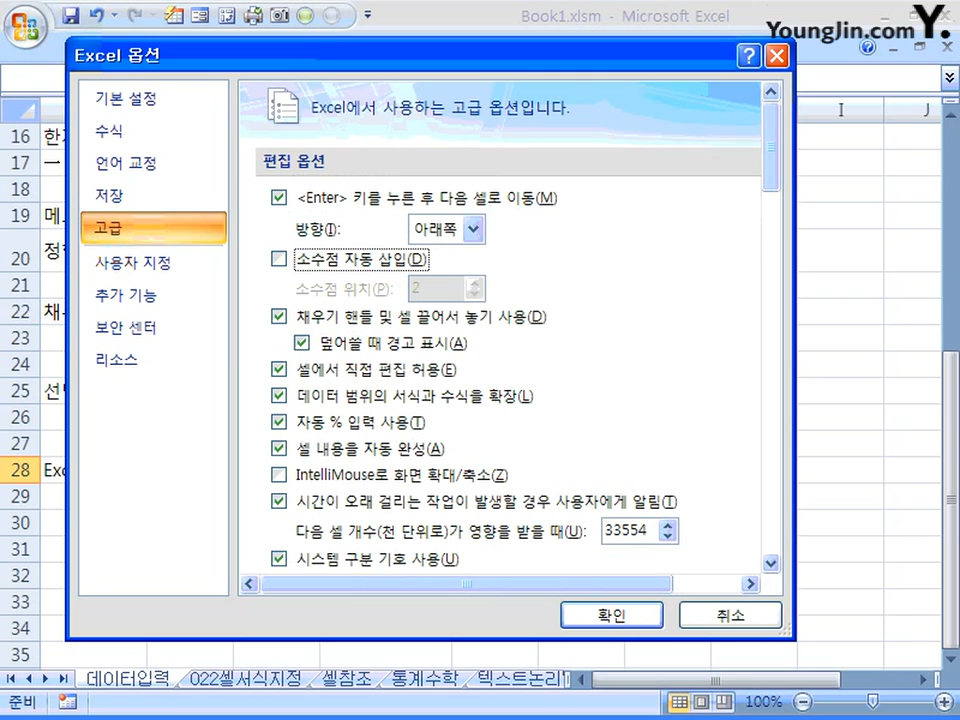 Book1.xlsm - Microsoft Excel
YoungJin.com Y.
Excel 옵션
기본 설정
수식
언어 교정
저장
고급
사용자 지정
추가 기능
보안 센터
리소스
Excel에서 사용하는 고급 옵션입니다.
편집 옵션
<Enter> 키를 누른 후 다음 셀로 이동(M)
방향(I): 아래쪽
소수점 자동 삽입(D)
소수점 위치(P): 2
채우기 핸들 및 셀 끌어서 놓기 사용(D)
덮어쓸 때 경고 표시(A)
셀에서 직접 편집 허용(E)
데이터 범위의 서식과 수식을 확장(L)
자동 % 입력 사용(T)
셀 내용을 자동 완성(A)
IntelliMouse로 화면 확대/축소(Z)
시간이 오래 걸리는 작업이 발생할 경우 사용자에게 알림(T)
다음 셀 개수(천 단위로)가 영향을 받을 때(U): 33554
시스템 구분 기호 사용(U)
확인 취소
I J
16
17
18
19 메
20
21
22 채
23
24
25
26
27
28 Exc
29
30
31
32
33
34
35
데이터입력 022셀서식지정 셀참조 통계수학 텍스트논리
준비 100%